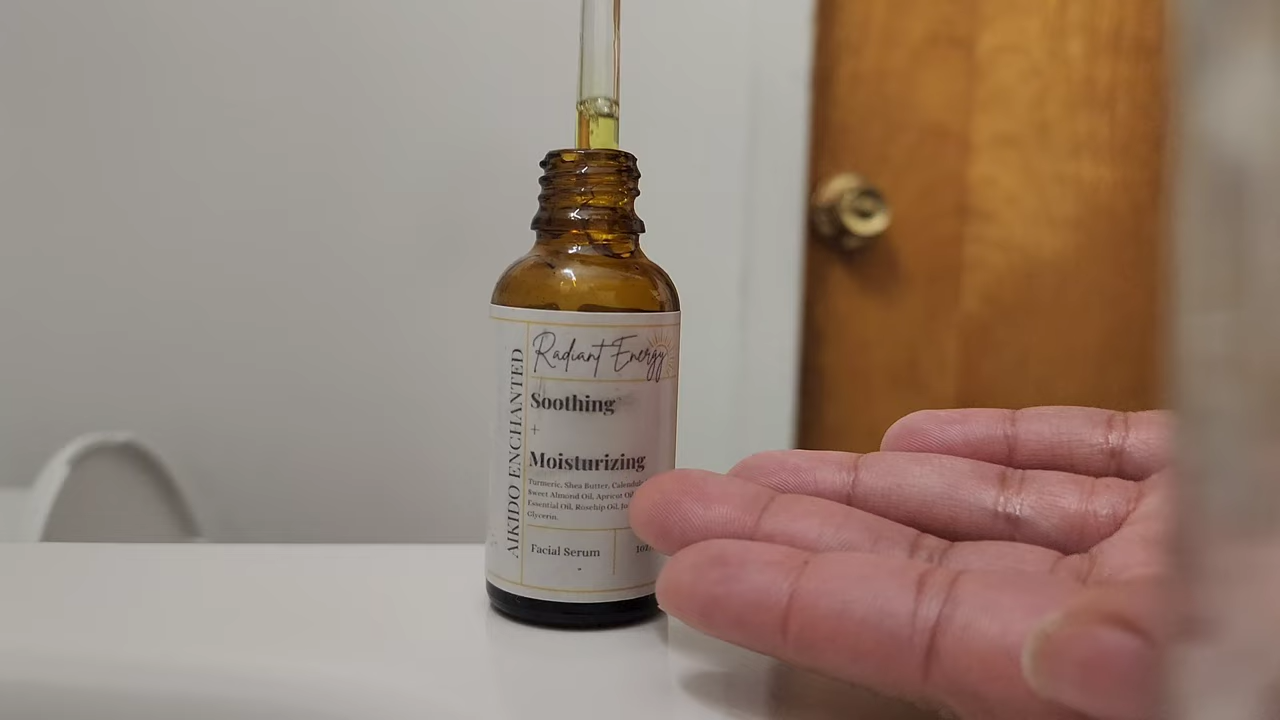 AIKIDO ENCHANTED
Radiant Energy
Soothing
+
Moisturizing
Turmeric, Shea Butter,
Sweet Almond Oil, Apricot Oil
Essential Oil, Rosehip Oil,
Glycerin.
Facial Serum